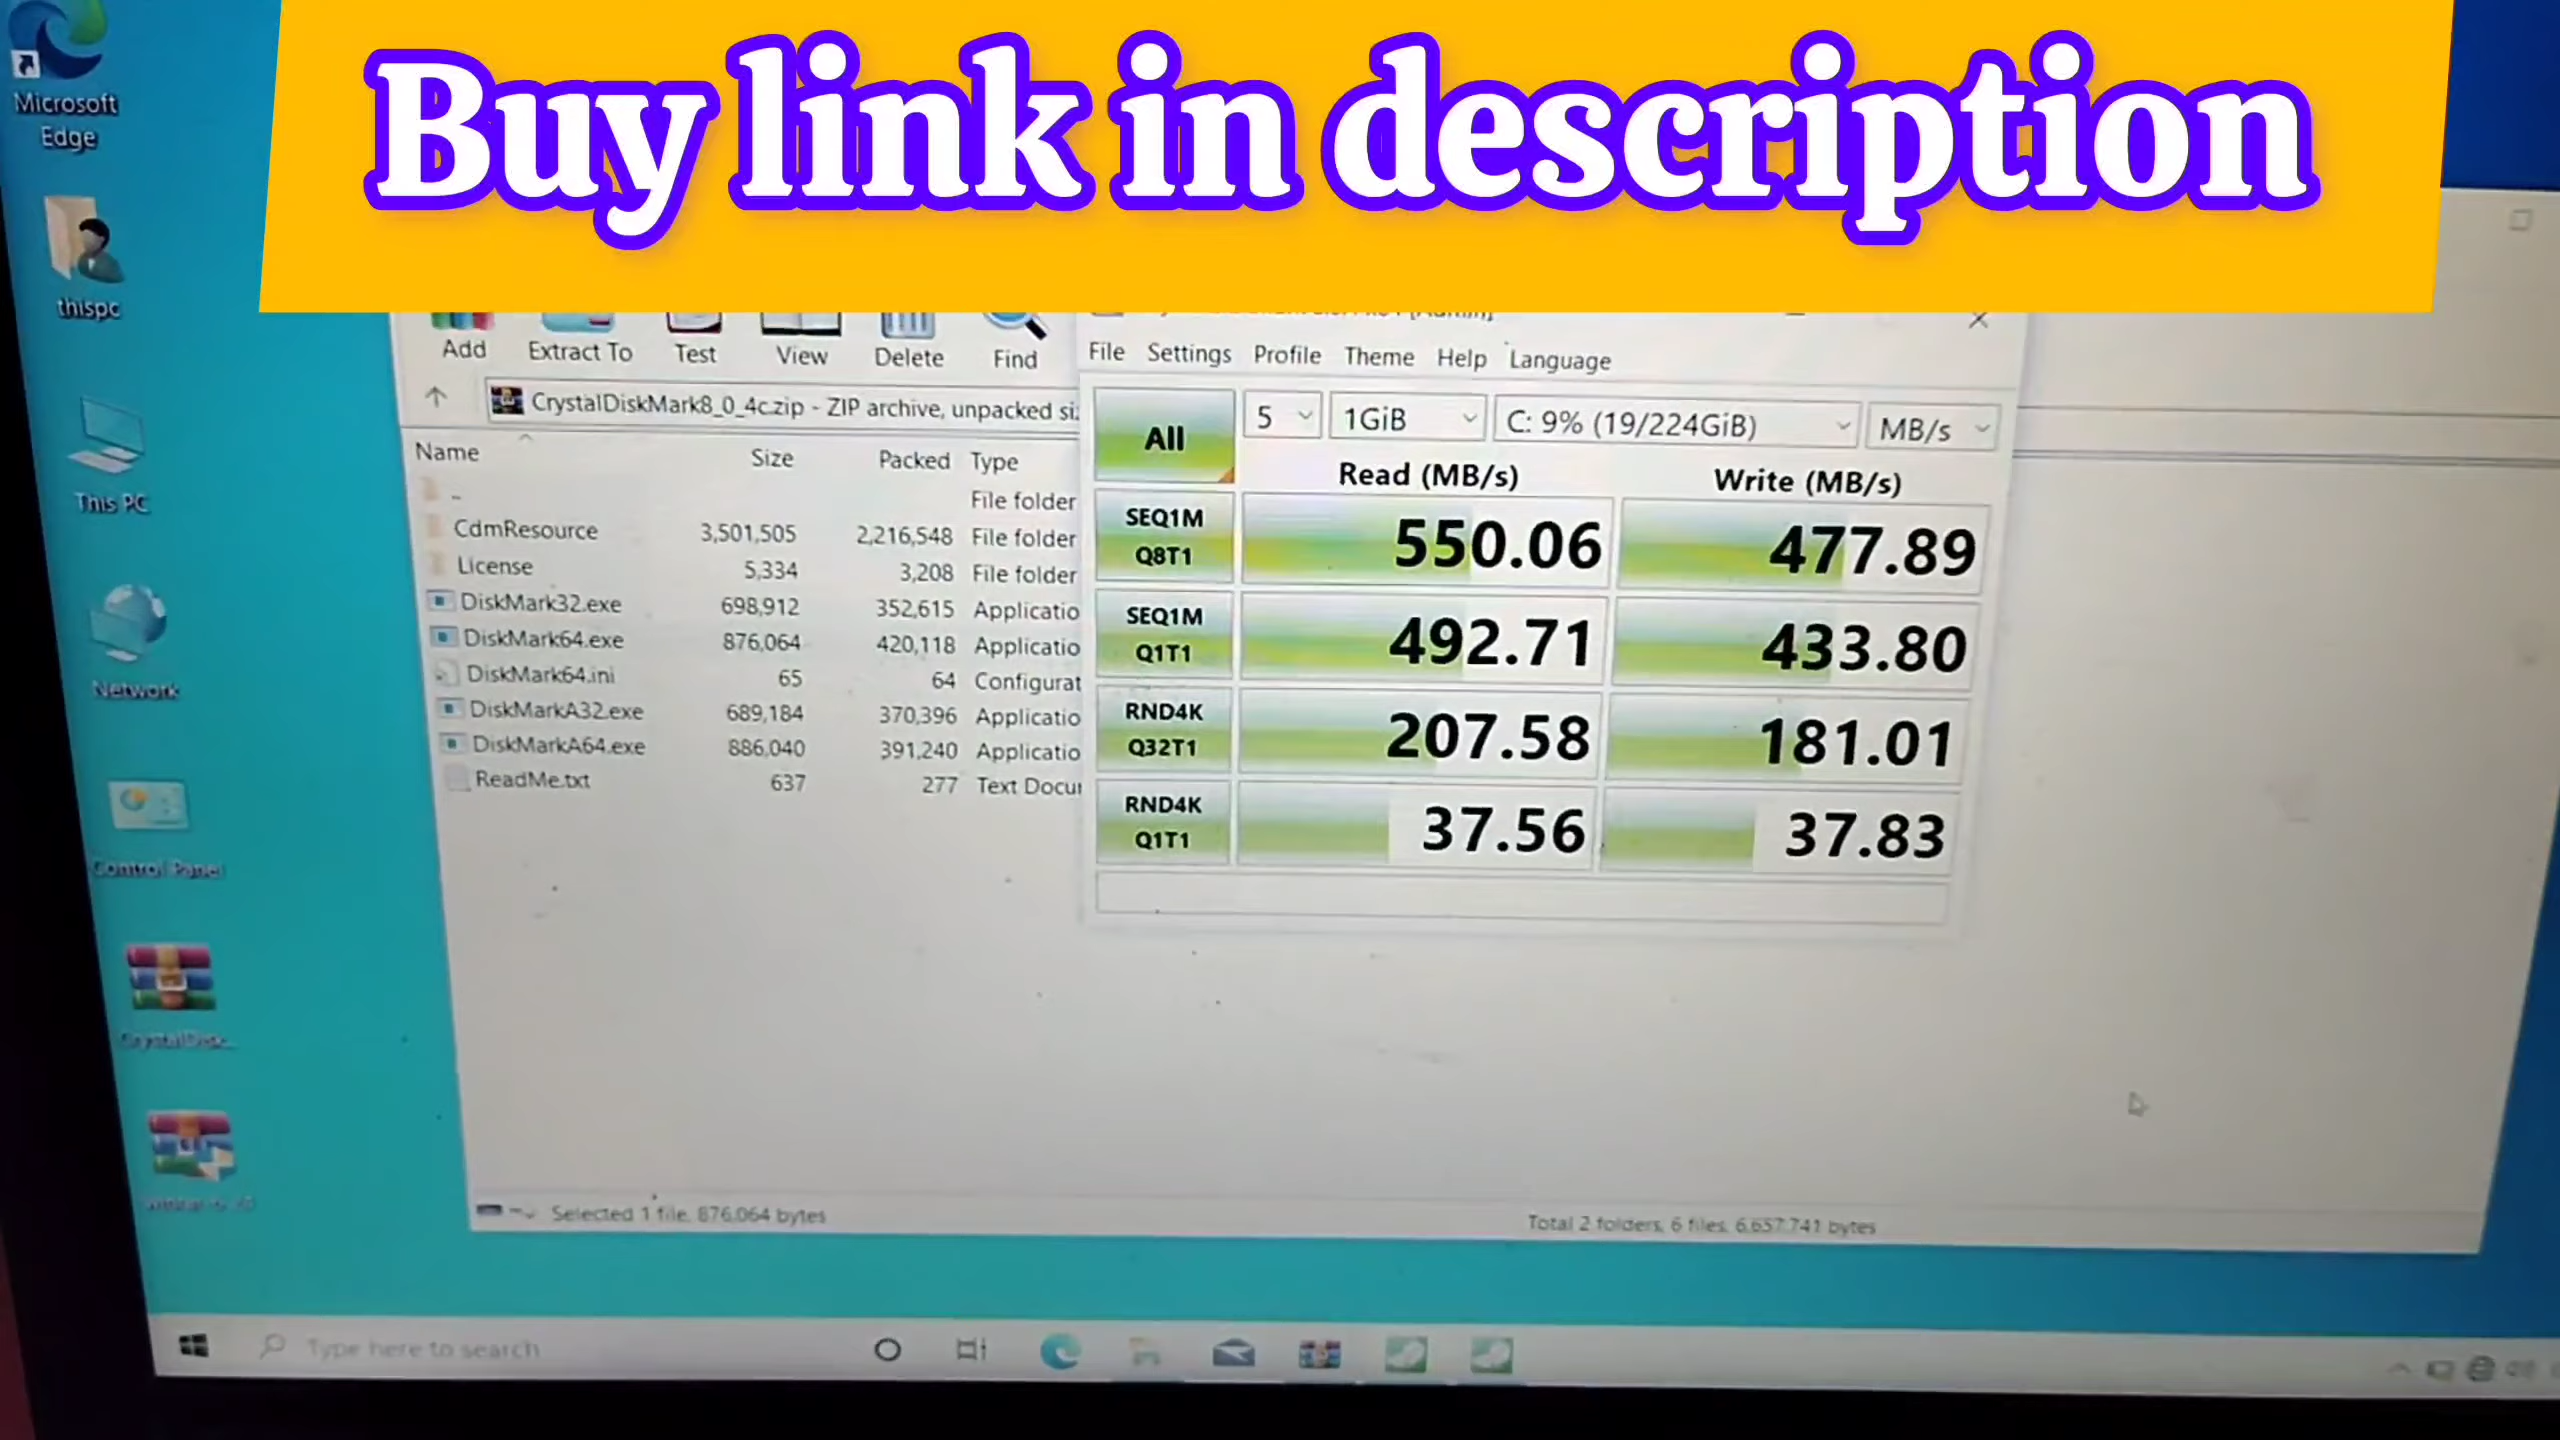 Buy link in description
Microsoft
Edge
thispc
This PC
Network
Control Panel
CrystalDisk...
Add Extract To Test View Delete Find
CrystalDiskMark8_0_4c.zip - ZIP archive, unpacked si
Name Size Packed Type
.. File folder
CdmResource 3,501,505 2,216,548 File folder
License 5,334 3,208 File folder
DiskMark32.exe 698,912 352,615 Applicatio
DiskMark64.exe 876,064 420,118 Applicatio
DiskMark64.ini 65 64 Configurat
DiskMarkA32.exe 689,184 370,396 Applicatio
DiskMarkA64.exe 886,040 391,240 Applicatio
ReadMe.txt 637 277 Text Docu
Selected 1 file, 876,064 bytes
Total 2 folders, 6 files, 6,657,741 bytes
File Settings Profile Theme Help Language
All 5 1GiB C: 9% (19/224GiB) MB/s
Read (MB/s) Write (MB/s)
SEQ1M
Q8T1 550.06 477.89
SEQ1M
Q1T1 492.71 433.80
RND4K
Q32T1 207.58 181.01
RND4K
Q1T1 37.56 37.83
Type here to search